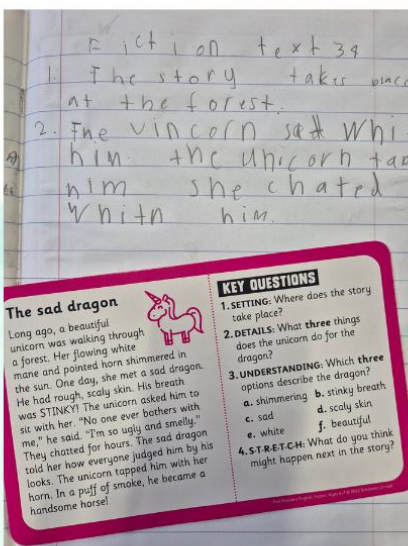 Fiction text 34
1. The story takes place
at the forest.
2. The vincorn sat Whi
him. the unicorn tap
him she chated
Whith him.
The sad dragon
Long ago, a beautiful
unicorn was walking through
a forest. Her flowing white
mane and pointed horn shimmered in
the sun. One day, she met a sad dragon.
He had rough, scaly skin. His breath
was STINKY! The unicorn asked him to
sit with her. "No one ever bothers with
me," he said. "I'm so ugly and smelly."
They chatted for hours. The sad dragon
told her how everyone judged him by his
looks. The unicorn tapped him with her
horn. In a puff of smoke, he became a
handsome horse!
KEY QUESTIONS
1. SETTING: Where does the story
take place?
2. DETAILS: What three things
does the unicorn do for the
dragon?
3. UNDERSTANDING: Which three
options describe the dragon?
a. shimmering b. stinky breath
c. sad d. scaly skin
e. white f. beautiful
4. S-T-R-E-T-C-H: What do you think
might happen next in the story?